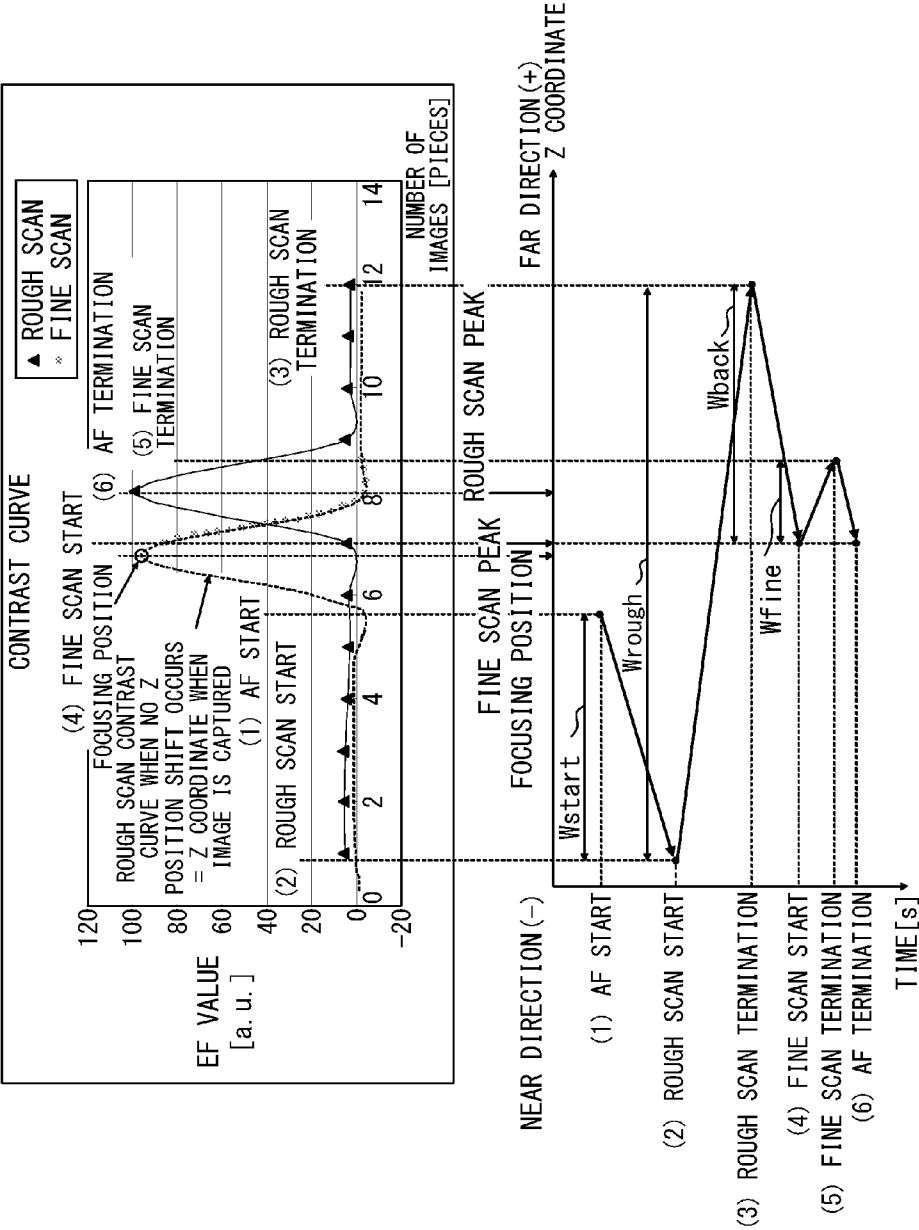 CONTRAST CURVE
▲ ROUGH SCAN
FINE SCAN
(4) FINE SCAN START
(6) AF TERMINATION
FOCUSING POSITION
(5) FINE SCAN
TERMINATION
ROUGH SCAN CONTRAST
CURVE WHEN NO Z
POSITION SHIFT OCCURS
= Z COORDINATE WHEN
IMAGE IS CAPTURED
(1) AF START
(2) ROUGH SCAN START
(3) ROUGH SCAN
TERMINATION
EF VALUE
[a. u.]
120
100
80
60
40
20
0
-20
0
2
4
6
8
10
12
14
NUMBER OF
IMAGES [PIECES]
FINE SCAN PEAK
FOCUSING POSITION
ROUGH SCAN PEAK
NEAR DIRECTION(-)
FAR DIRECTION(+)
Z COORDINATE
Wstart
Wrough
Wback
Wfine
(1) AF START
(2) ROUGH SCAN START
(3) ROUGH SCAN TERMINATION
(4) FINE SCAN START
(5) FINE SCAN TERMINATION
(6) AF TERMINATION
TIME[s]